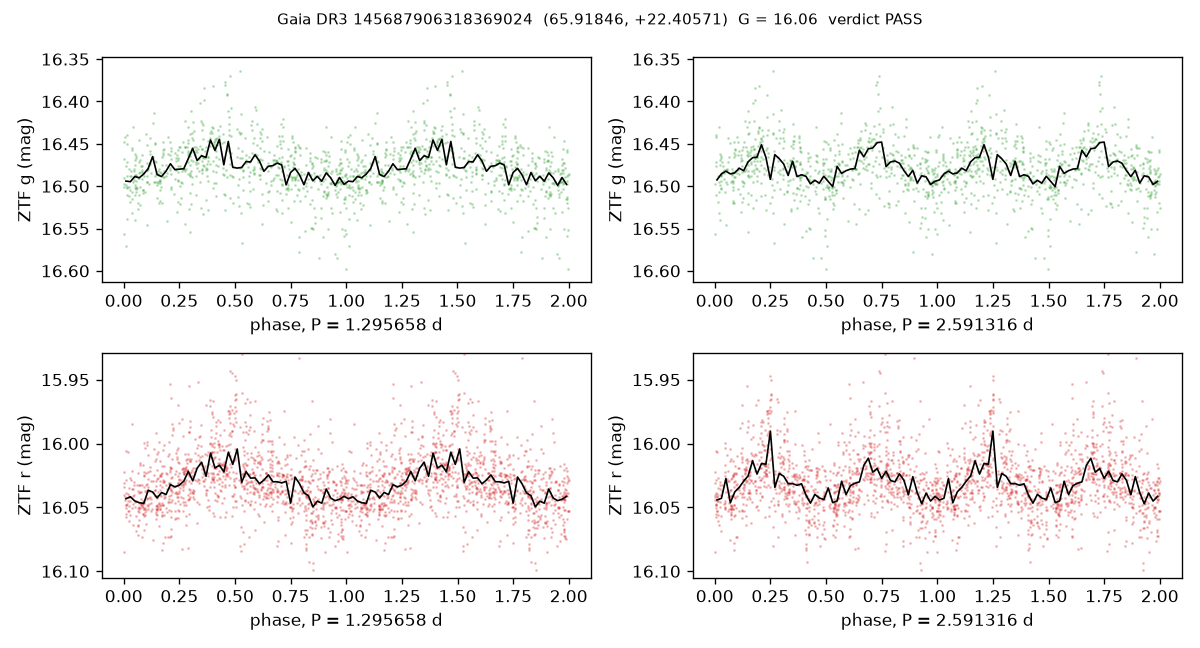 Gaia DR3 145687906318369024 (65.91846, +22.40571) G = 16.06 verdict PASS
16.35
16.40
16.45
16.50
16.55
16.60
ZTF g (mag)
0.00 0.25 0.50 0.75 1.00 1.25 1.50 1.75 2.00
phase, P = 1.295658 d
16.35
16.40
16.45
16.50
16.55
16.60
ZTF g (mag)
0.00 0.25 0.50 0.75 1.00 1.25 1.50 1.75 2.00
phase, P = 2.591316 d
15.95
16.00
16.05
16.10
ZTF r (mag)
0.00 0.25 0.50 0.75 1.00 1.25 1.50 1.75 2.00
phase, P = 1.295658 d
15.95
16.00
16.05
16.10
ZTF r (mag)
0.00 0.25 0.50 0.75 1.00 1.25 1.50 1.75 2.00
phase, P = 2.591316 d